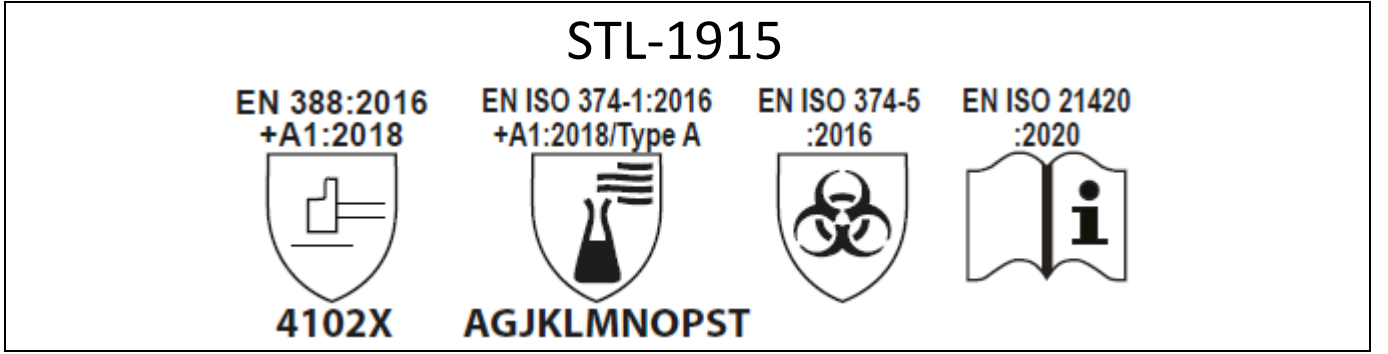 STL-1915
EN 388:2016
+A1:2018
4102X
EN ISO 374-1:2016
+A1:2018/Type A
AGJKLMNOPST
EN ISO 374-5
:2016
EN ISO 21420
:2020
i